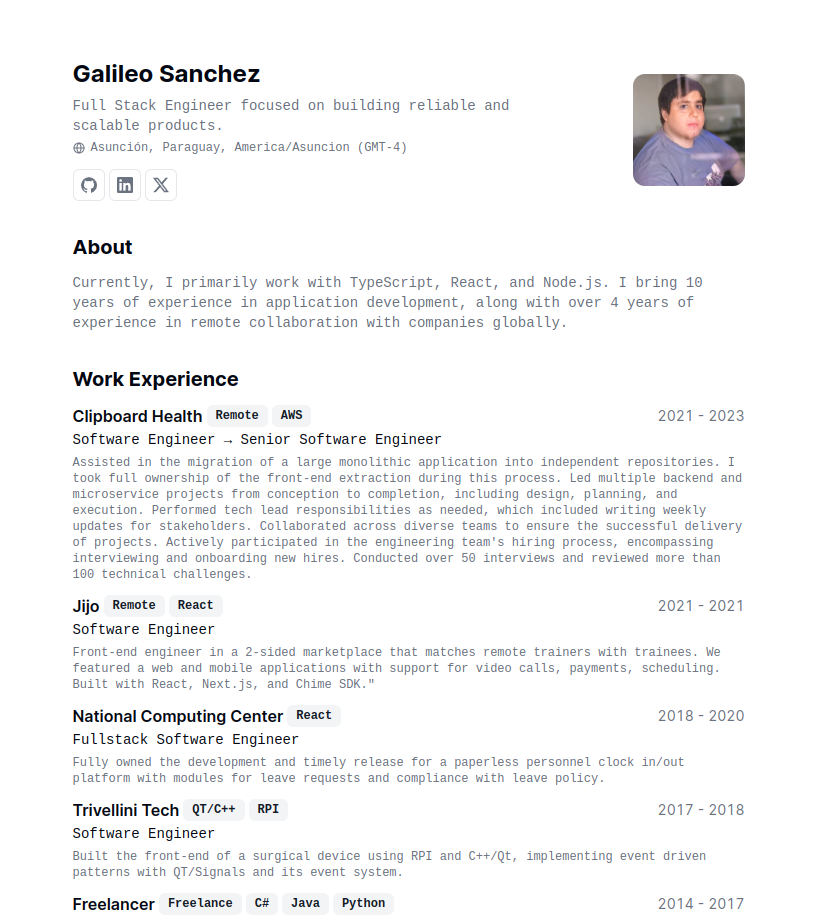 Galileo Sanchez
Full Stack Engineer focused on building reliable and
scalable products.
Asunción, Paraguay, America/Asuncion (GMT-4)
About
Currently, I primarily work with TypeScript, React, and Node.js. I bring 10
years of experience in application development, along with over 4 years of
experience in remote collaboration with companies globally.
Work Experience
Clipboard Health Remote AWS 2021 - 2023
Software Engineer → Senior Software Engineer
Assisted in the migration of a large monolithic application into independent repositories. I
took full ownership of the front-end extraction during this process. Led multiple backend and
microservice projects from conception to completion, including design, planning, and
execution. Performed tech lead responsibilities as needed, which included writing weekly
updates for stakeholders. Collaborated across diverse teams to ensure the successful delivery
of projects. Actively participated in the engineering team's hiring process, encompassing
interviewing and onboarding new hires. Conducted over 50 interviews and reviewed more than
100 technical challenges.
Jijo Remote React 2021 - 2021
Software Engineer
Front-end engineer in a 2-sided marketplace that matches remote trainers with trainees. We
featured a web and mobile applications with support for video calls, payments, scheduling.
Built with React, Next.js, and Chime SDK."
National Computing Center React 2018 - 2020
Fullstack Software Engineer
Fully owned the development and timely release for a paperless personnel clock in/out
platform with modules for leave requests and compliance with leave policy.
Trivellini Tech QT/C++ RPI 2017 - 2018
Software Engineer
Built the front-end of a surgical device using RPI and C++/Qt, implementing event driven
patterns with QT/Signals and its event system.
Freelancer Freelance C# Java Python 2014 - 2017